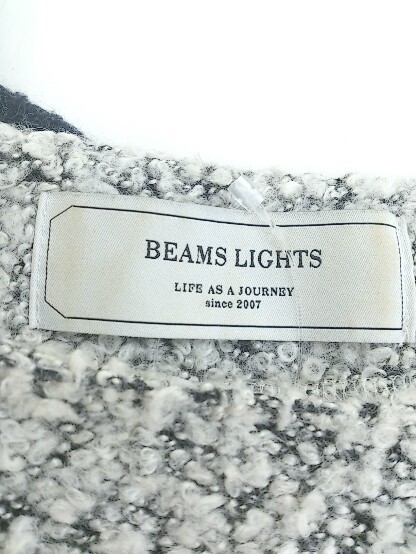 BEAMS LIGHTS
LIFE AS A JOURNEY
since 2007